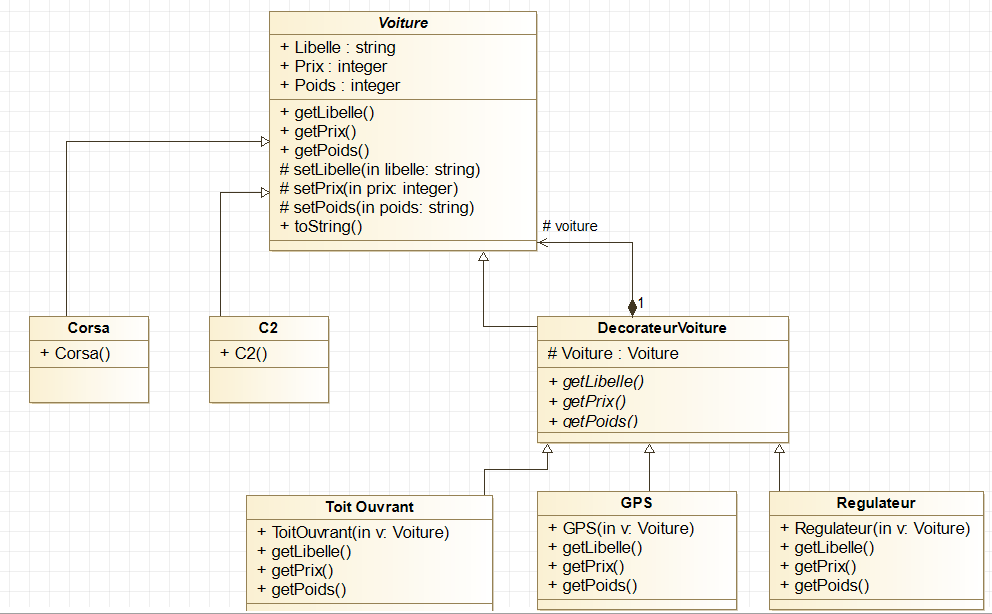 Voiture
+ Libelle : string
+ Prix : integer
+ Poids : integer
+ getLibelle()
+ getPrix()
+ getPoids()
# setLibelle(in libelle: string)
# setPrix(in prix: integer)
# setPoids(in poids: string)
+ toString()
# voiture
1
Corsa
+ Corsa()
C2
+ C2()
DecorateurVoiture
# Voiture : Voiture
+ getLibelle()
+ getPrix()
+ getPoids()
Toit Ouvrant
+ ToitOuvrant(in v: Voiture)
+ getLibelle()
+ getPrix()
+ getPoids()
GPS
+ GPS(in v: Voiture)
+ getLibelle()
+ getPrix()
+ getPoids()
Regulateur
+ Regulateur(in v: Voiture)
+ getLibelle()
+ getPrix()
+ getPoids()